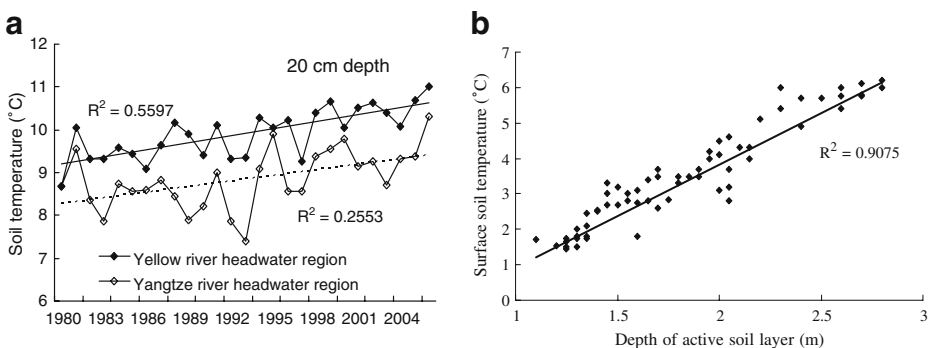 a
12
11
10
9
8
7
6
Soil temperature (°C)
20 cm depth
R² = 0.5597
R² = 0.2553
Yellow river headwater region
Yangtze river headwater region
1980 1983 1986 1989 1992 1995 1998 2001 2004
b
7
6
5
4
3
2
1
0
Surface soil temperature (°C)
R² = 0.9075
1 1.5 2 2.5 3
Depth of active soil layer (m)